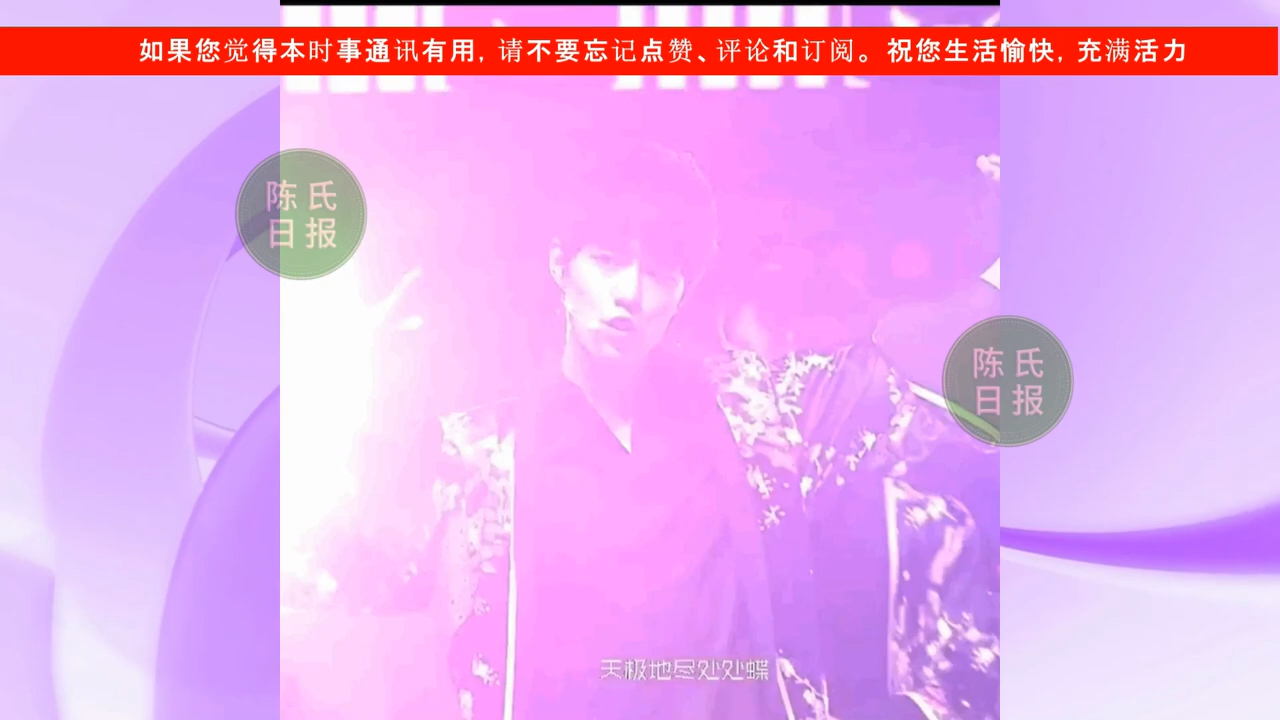 如果您觉得本时事通讯有用，请不要忘记点赞、评论和订阅。祝您生活愉快，充满活力
陈氏
日报
陈氏
日报
天极地尽处处蝶